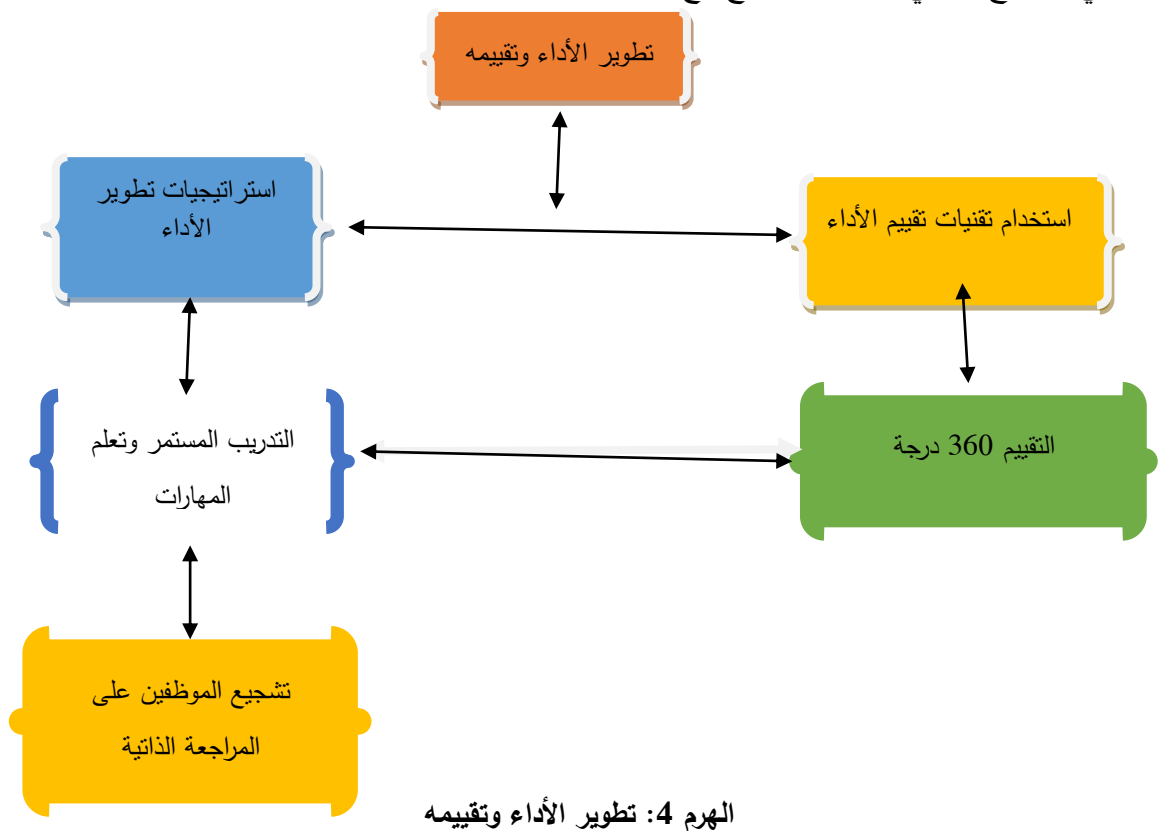 تطوير الأداء وتقييمه
استخدام تقنيات تقييم الأداء
استراتيجيات تطوير
الأداء
التقييم 360 درجة
التدريب المستمر وتعلم
المهارات
تشجيع الموظفين على
المراجعة الذاتية
الهرم 4: تطوير الأداء وتقييمه